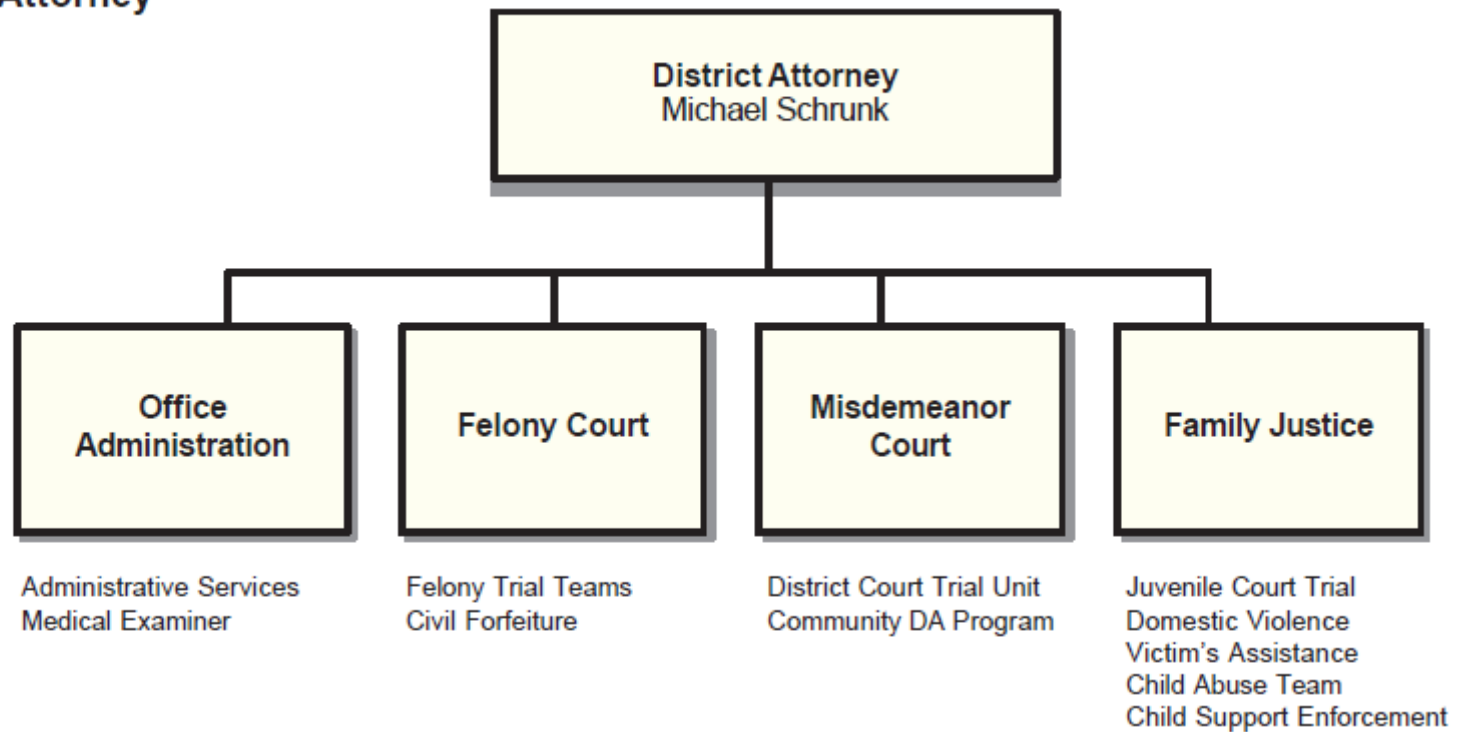 Attorney
District Attorney
Michael Schrunk
Office
Administration
Felony Court
Misdemeanor
Court
Family Justice
Administrative Services
Medical Examiner
Felony Trial Teams
Civil Forfeiture
District Court Trial Unit
Community DA Program
Juvenile Court Trial
Domestic Violence
Victim's Assistance
Child Abuse Team
Child Support Enforcement